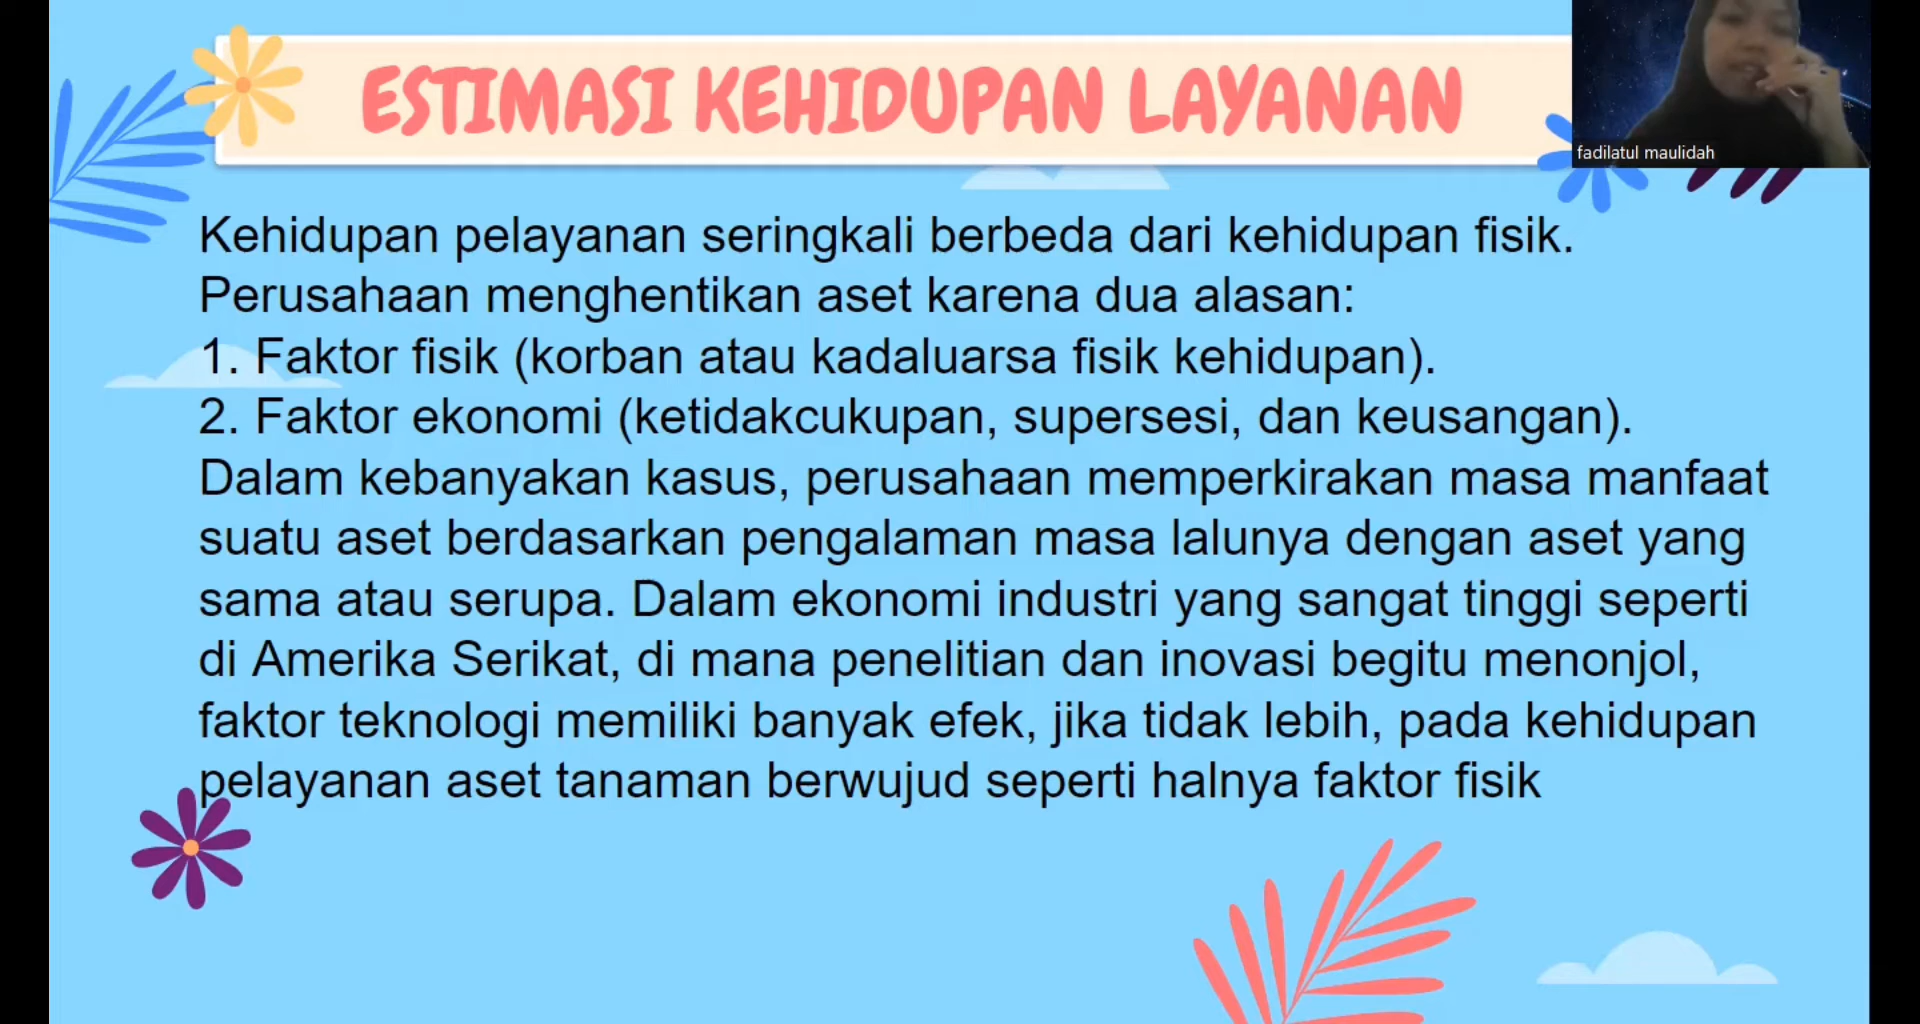 ESTIMASI KEHIDUPAN LAYANAN
fadilatul maulidah
Kehidupan pelayanan seringkali berbeda dari kehidupan fisik.
Perusahaan menghentikan aset karena dua alasan:
1. Faktor fisik (korban atau kadaluarsa fisik kehidupan).
2. Faktor ekonomi (ketidakcukupan, supersesi, dan keusangan).
Dalam kebanyakan kasus, perusahaan memperkirakan masa manfaat
suatu aset berdasarkan pengalaman masa lalunya dengan aset yang
sama atau serupa. Dalam ekonomi industri yang sangat tinggi seperti
di Amerika Serikat, di mana penelitian dan inovasi begitu menonjol,
faktor teknologi memiliki banyak efek, jika tidak lebih, pada kehidupan
pelayanan aset tanaman berwujud seperti halnya faktor fisik